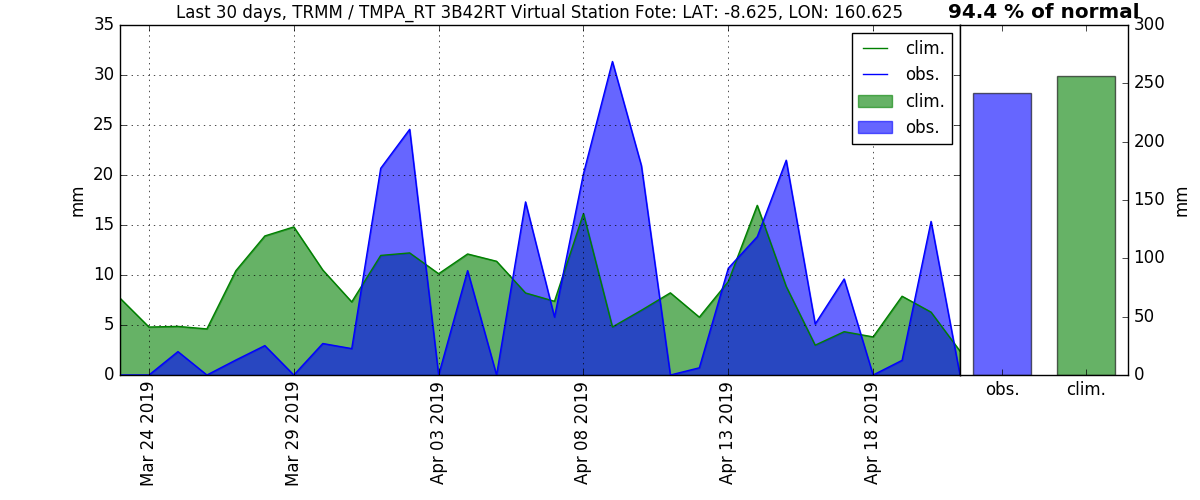 Last 30 days, TRMM / TMPA_RT 3B42RT Virtual Station Fote: LAT: -8.625, LON: 160.625
94.4 % of normal
35
30
25
20
15
10
5
0
mm
clim.
obs.
clim.
obs.
300
250
200
150
100
50
0
mm
obs.
clim.
Mar 24 2019
Mar 29 2019
Apr 03 2019
Apr 08 2019
Apr 13 2019
Apr 18 2019